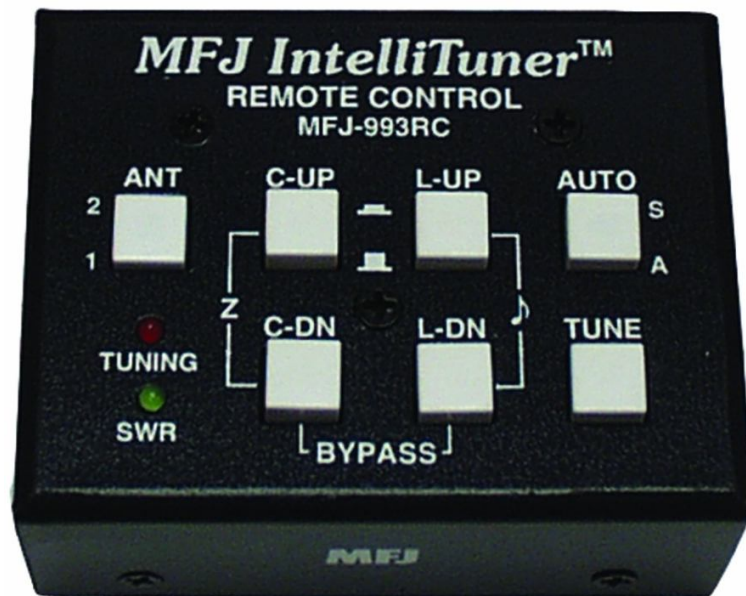 MFJ IntelliTuner™
REMOTE CONTROL
MFJ-993RC
ANT C-UP L-UP AUTO
2 S
1 A
Z
C-DN L-DN TUNE
TUNING
SWR
BYPASS
MFJ